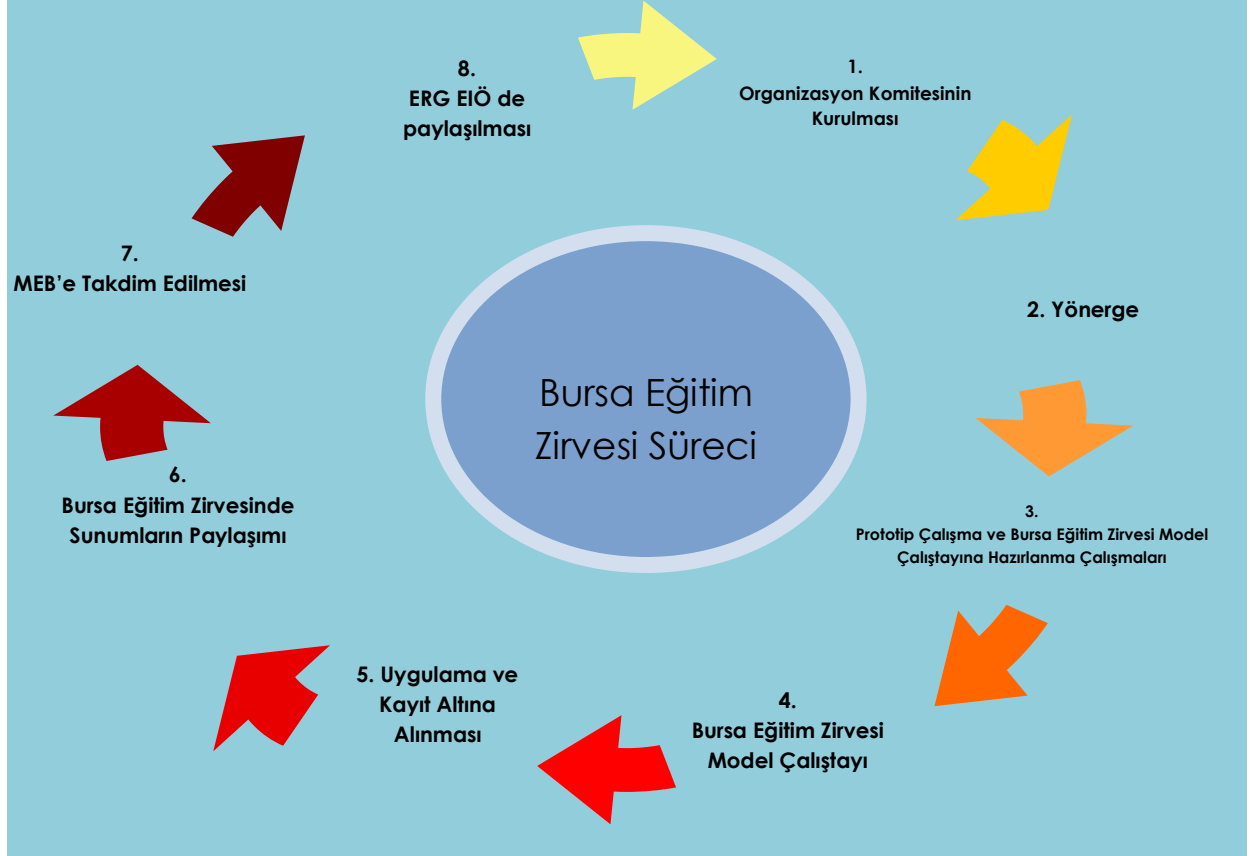 1.
Organizasyon Komitesinin
Kurulması
2. Yönerge
3.
Prototip Çalışma ve Bursa Eğitim Zirvesi Model
Çalıştayına Hazırlanma Çalışmaları
4.
Bursa Eğitim Zirvesi
Model Çalıştayı
5. Uygulama ve
Kayıt Altına
Alınması
6.
Bursa Eğitim Zirvesinde
Sunumların Paylaşımı
7.
MEB’e Takdim Edilmesi
8.
ERG EIÖ de
paylaşılması
Bursa Eğitim
Zirvesi Süreci